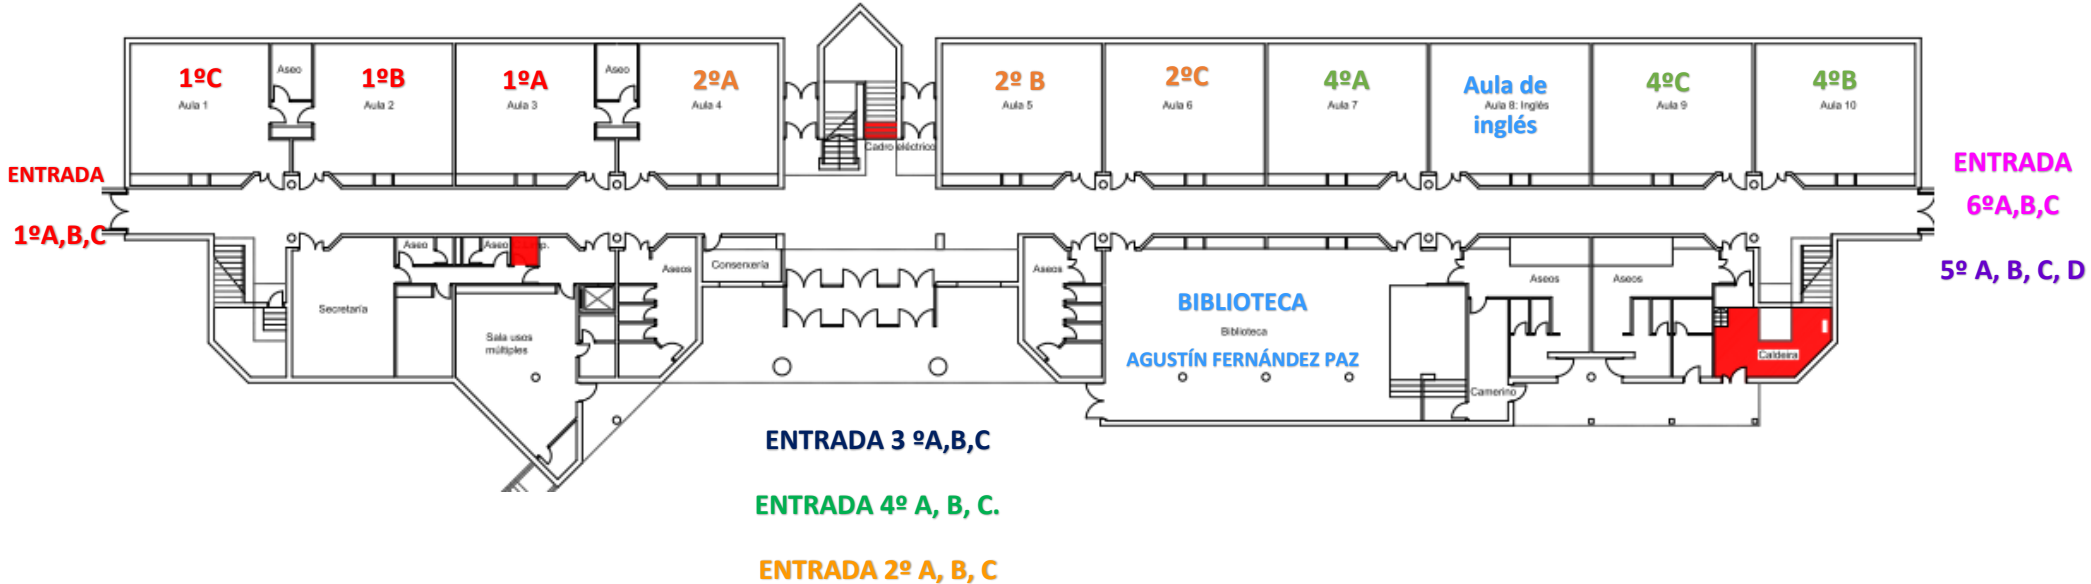 1ºC
Aseo
1ºB
1ºA
Aseo
2ºA
2º B
2ºC
4ºA
Aula de
inglés
4ºC
4ºB
Aula 1
Aula 2
Aula 3
Aula 4
Aula 5
Aula 6
Aula 7
Aula 8: Inglés
Aula 9
Aula 10
Cadro eléctrico
ENTRADA
1ºA,B,C
ENTRADA
6ºA,B,C
5º A, B, C, D
Aseo
Aseo
Aseos
Conserxería
Aseos
Aseos
Aseos
Secretaría
Sala usos
múltiples
BIBLIOTECA
Biblioteca
AGUSTÍN FERNÁNDEZ PAZ
Caldeira
Camerino
ENTRADA 3 ºA,B,C
ENTRADA 4º A, B, C.
ENTRADA 2º A, B, C